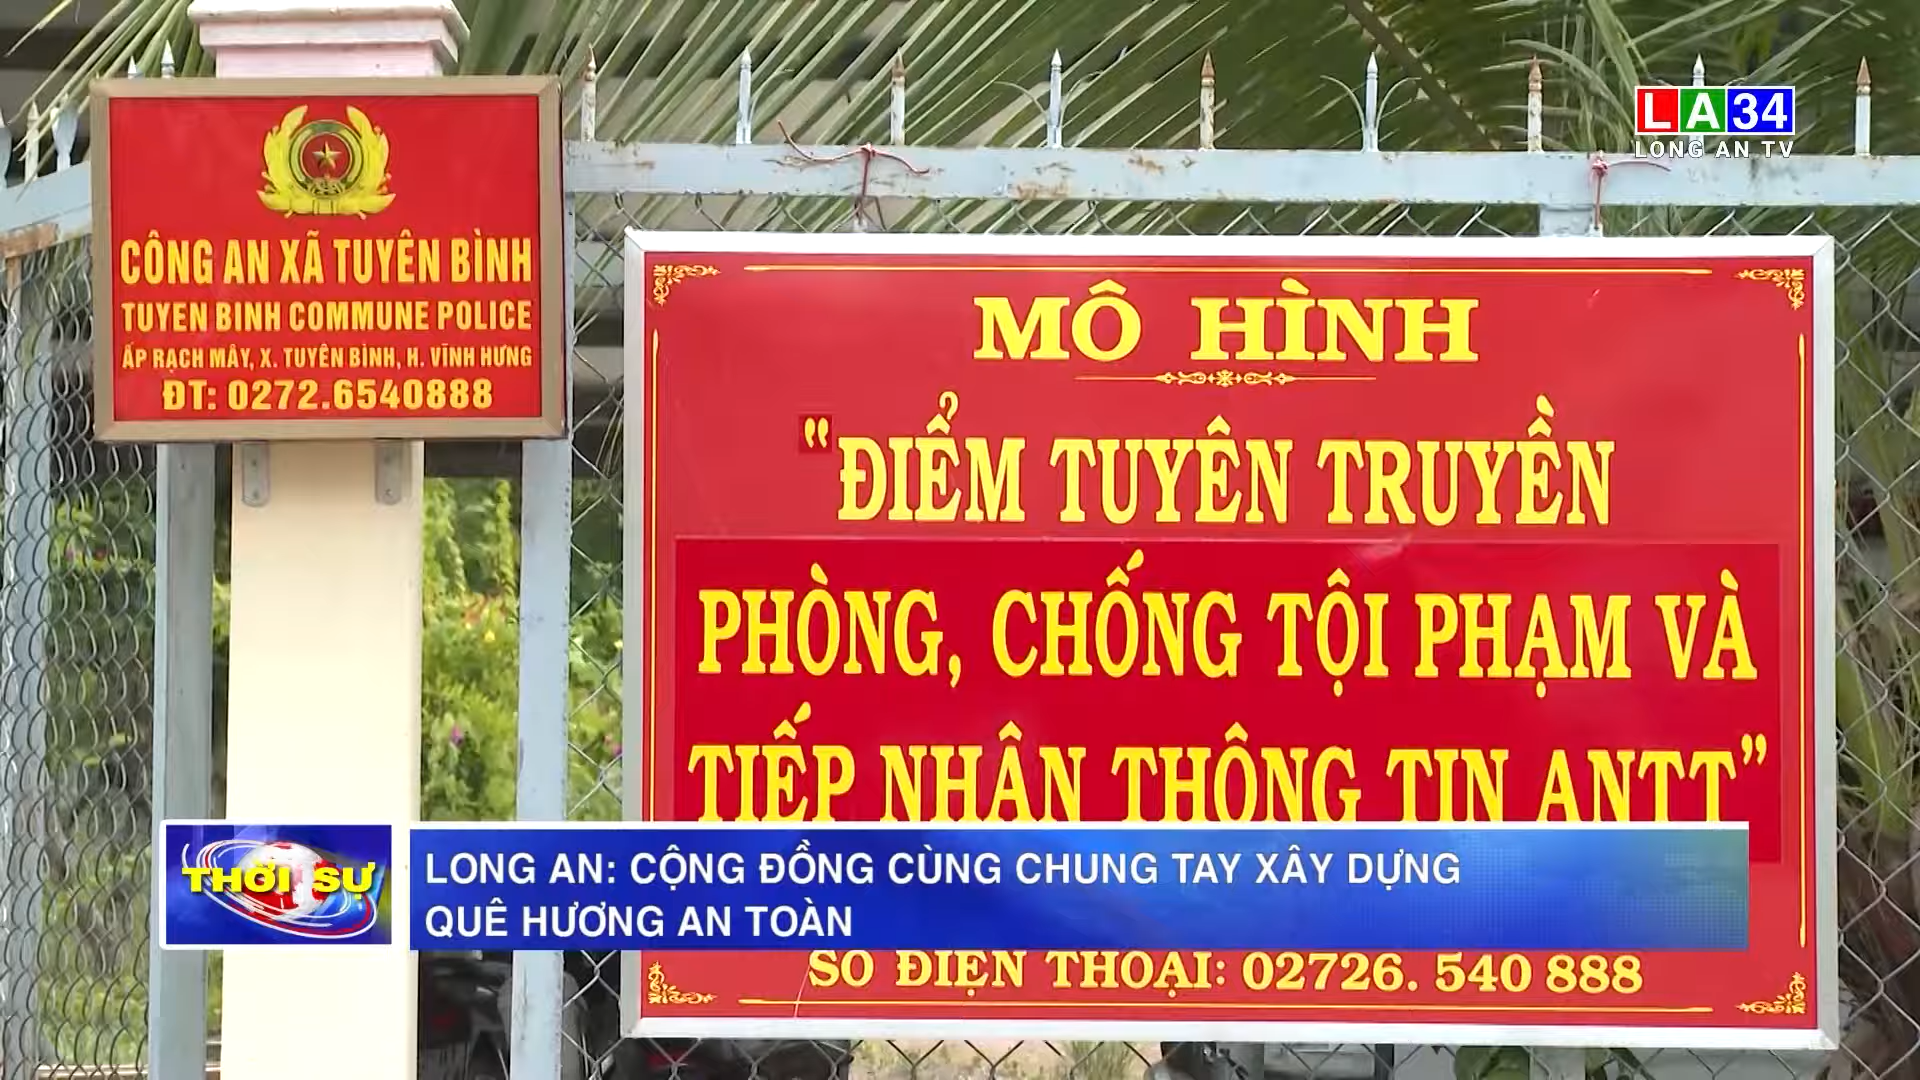 CÔNG AN XÃ TUYÊN BÌNH
TUYEN BINH COMMUNE POLICE
ẤP RẠCH MÂY, X. TUYÊN BÌNH, H. VĨNH HƯNG
ĐT: 0272.6540888
LA34
LONG AN TV
MÔ HÌNH
"ĐIỂM TUYÊN TRUYỀN
PHÒNG, CHỐNG TỘI PHẠM VÀ
TIẾP NHÂN THÔNG TIN ANTT"
SỐ ĐIỆN THOẠI: 02726. 540 888
THỜI SỰ
LONG AN: CỘNG ĐỒNG CÙNG CHUNG TAY XÂY DỰNG
QUÊ HƯƠNG AN TOÀN